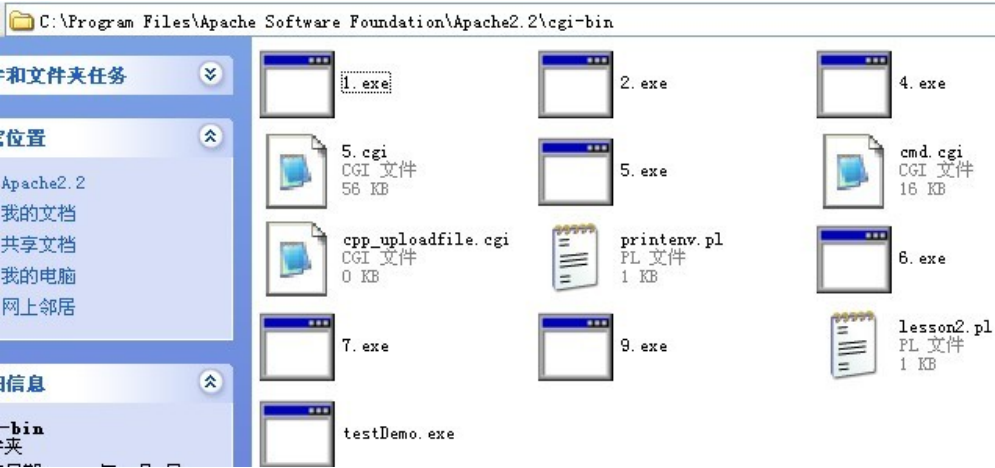 C:\Program Files\Apache Software Foundation\Apache2.2\cgi-bin
和文件夹任务
位置
Apache2.2
我的文档
共享文档
我的电脑
网上邻居
信息
-bin
夹
1.exe
2.exe
4.exe
5.cgi
CGI 文件
56 KB
5.exe
cmd.cgi
CGI 文件
16 KB
cpp_uploadfile.cgi
CGI 文件
0 KB
printenv.pl
PL 文件
1 KB
6.exe
7.exe
9.exe
lesson2.pl
PL 文件
1 KB
testDemo.exe